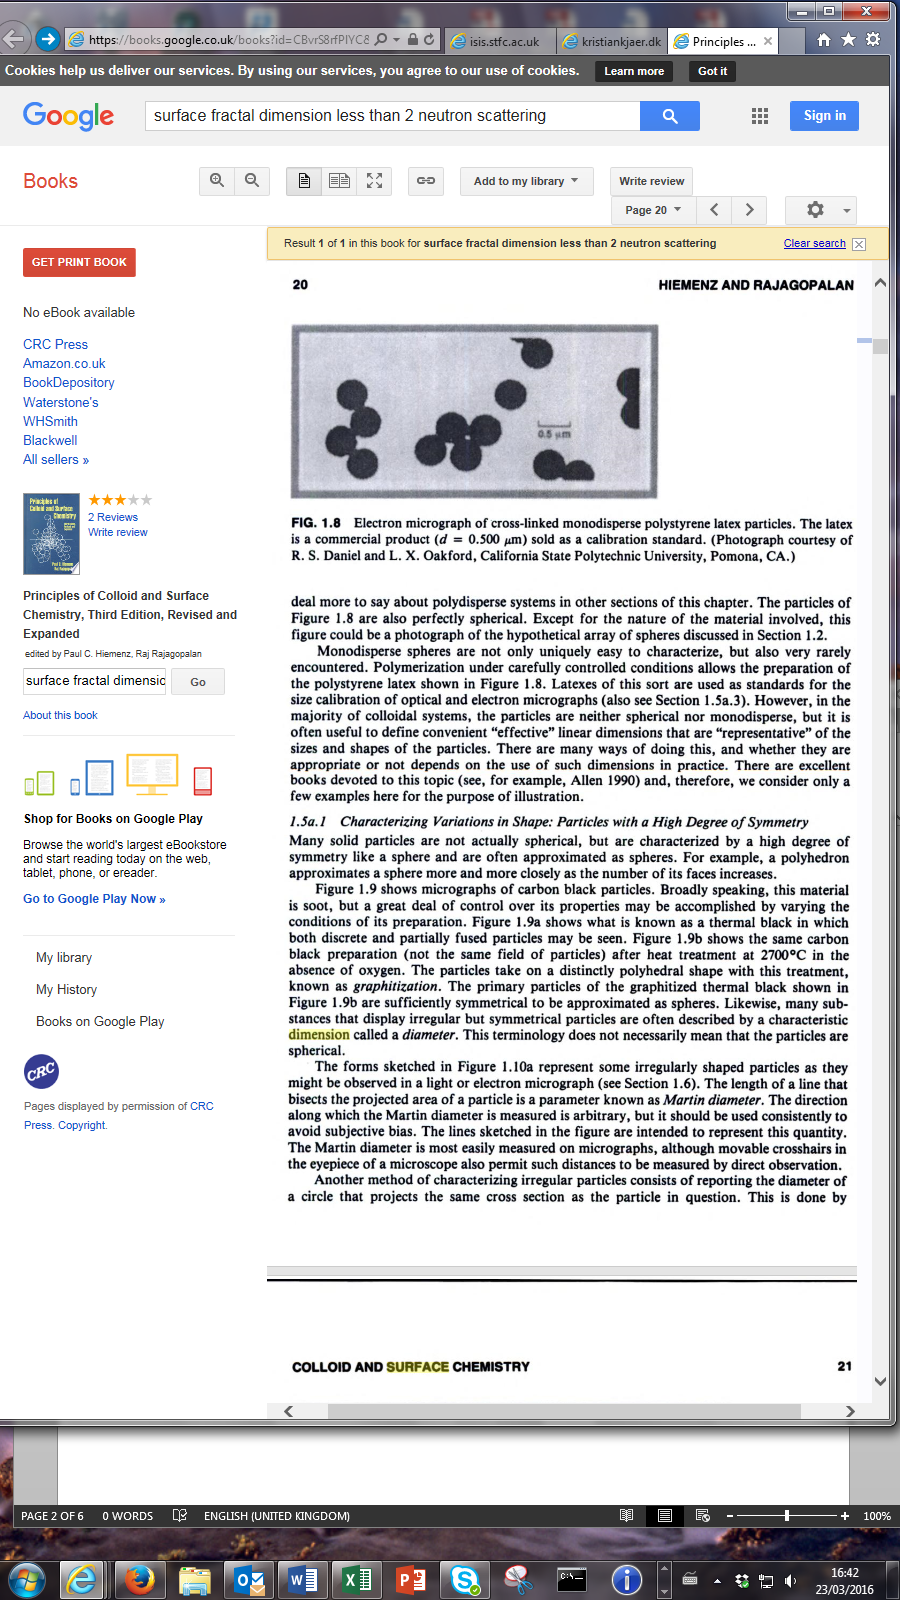 https://books.google.co.uk/books?id=CBvrS8rfPIYC8
isis.stfc.ac.uk
kristiankjaer.dk
Principles ...
Cookies help us deliver our services. By using our services, you agree to our use of cookies.
Learn more
Got it
Google
surface fractal dimension less than 2 neutron scattering
Sign in
Books
Add to my library
Write review
Page 20
Result 1 of 1 in this book for surface fractal dimension less than 2 neutron scattering
Clear search
GET PRINT BOOK
No eBook available
CRC Press
Amazon.co.uk
BookDepository
Waterstone's
WHSmith
Blackwell
All sellers »
Principles of
Colloid and Surface
Chemistry
2 Reviews
Write review
Principles of Colloid and Surface
Chemistry, Third Edition, Revised and
Expanded
edited by Paul C. Hiemenz, Raj Rajagopalan
surface fractal dimensic
Go
About this book
Shop for Books on Google Play
Browse the world's largest eBookstore
and start reading today on the web,
tablet, phone, or ereader.
Go to Google Play Now »
My library
My History
Books on Google Play
CRC
Pages displayed by permission of CRC
Press. Copyright.
20 HIEMENZ AND RAJAGOPALAN
0.5 μm
FIG. 1.8 Electron micrograph of cross-linked monodisperse polystyrene latex particles. The latex
is a commercial product (d = 0.500 μm) sold as a calibration standard. (Photograph courtesy of
R. S. Daniel and L. X. Oakford, California State Polytechnic University, Pomona, CA.)
deal more to say about polydisperse systems in other sections of this chapter. The particles of
Figure 1.8 are also perfectly spherical. Except for the nature of the material involved, this
figure could be a photograph of the hypothetical array of spheres discussed in Section 1.2.
Monodisperse spheres are not only uniquely easy to characterize, but also very rarely
encountered. Polymerization under carefully controlled conditions allows the preparation of
the polystyrene latex shown in Figure 1.8. Latexes of this sort are used as standards for the
size calibration of optical and electron micrographs (also see Section 1.5a.3). However, in the
majority of colloidal systems, the particles are neither spherical nor monodisperse, but it is
often useful to define convenient “effective” linear dimensions that are “representative” of the
sizes and shapes of the particles. There are many ways of doing this, and whether they are
appropriate or not depends on the use of such dimensions in practice. There are excellent
books devoted to this topic (see, for example, Allen 1990) and, therefore, we consider only a
few examples here for the purpose of illustration.
1.5a.1 Characterizing Variations in Shape: Particles with a High Degree of Symmetry
Many solid particles are not actually spherical, but are characterized by a high degree of
symmetry like a sphere and are often approximated as spheres. For example, a polyhedron
approximates a sphere more and more closely as the number of its faces increases.
Figure 1.9 shows micrographs of carbon black particles. Broadly speaking, this material
is soot, but a great deal of control over its properties may be accomplished by varying the
conditions of its preparation. Figure 1.9a shows what is known as a thermal black in which
both discrete and partially fused particles may be seen. Figure 1.9b shows the same carbon
black preparation (not the same field of particles) after heat treatment at 2700°C in the
absence of oxygen. The particles take on a distinctly polyhedral shape with this treatment,
known as graphitization. The primary particles of the graphitized thermal black shown in
Figure 1.9b are sufficiently symmetrical to be approximated as spheres. Likewise, many sub-
stances that display irregular but symmetrical particles are often described by a characteristic
dimension called a diameter. This terminology does not necessarily mean that the particles are
spherical.
The forms sketched in Figure 1.10a represent some irregularly shaped particles as they
might be observed in a light or electron micrograph (see Section 1.6). The length of a line that
bisects the projected area of a particle is a parameter known as Martin diameter. The direction
along which the Martin diameter is measured is arbitrary, but it should be used consistently to
avoid subjective bias. The lines sketched in the figure are intended to represent this quantity.
The Martin diameter is most easily measured on micrographs, although movable crosshairs in
the eyepiece of a microscope also permit such distances to be measured by direct observation.
Another method of characterizing irregular particles consists of reporting the diameter of
a circle that projects the same cross section as the particle in question. This is done by
COLLOID AND SURFACE CHEMISTRY 21
PAGE 2 OF 6 0 WORDS ENGLISH (UNITED KINGDOM) 100%
16:42
23/03/2016